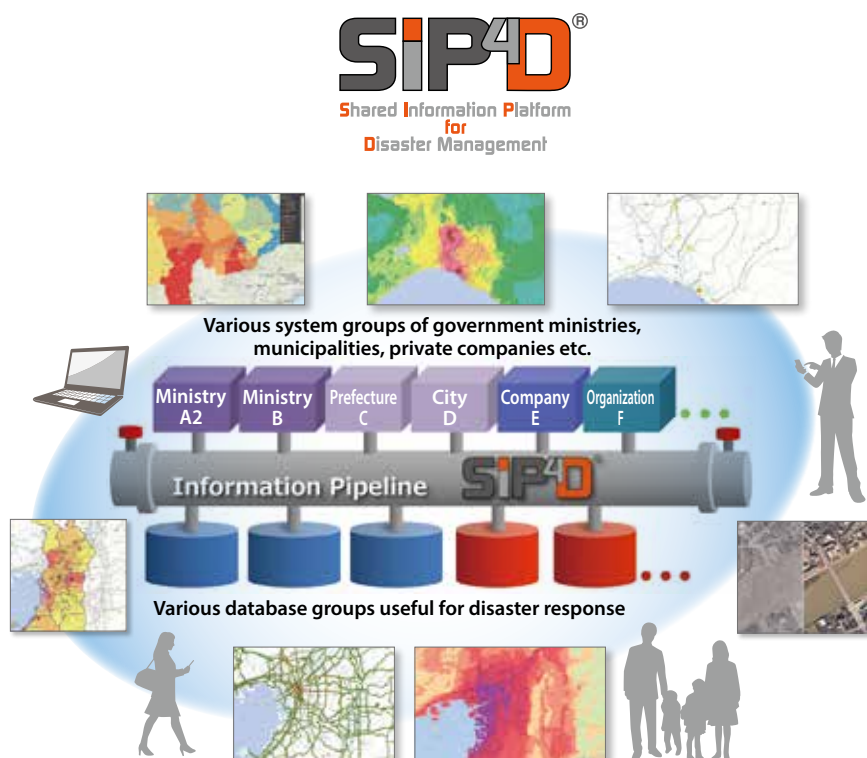 SiP4D®
Shared Information Platform
for
Disaster Management
Various system groups of government ministries,
municipalities, private companies etc.
Ministry
A2
Ministry
B
Prefecture
C
City
D
Company
E
Organization
F
Information Pipeline SiP4D®
Various database groups useful for disaster response